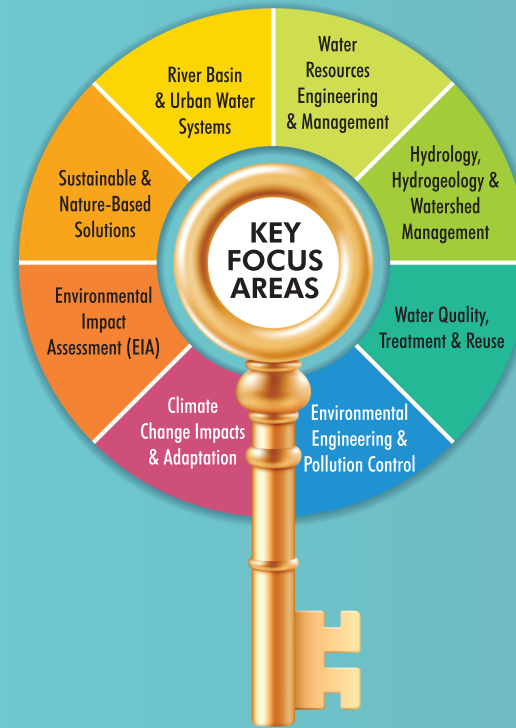 KEY
FOCUS
AREAS
Water
Resources
Engineering
& Management
Hydrology,
Hydrogeology &
Watershed
Management
Water Quality,
Treatment & Reuse
Environmental
Engineering &
Pollution Control
Climate
Change Impacts
& Adaptation
Environmental
Impact
Assessment (EIA)
Sustainable &
Nature-Based
Solutions
River Basin
& Urban Water
Systems